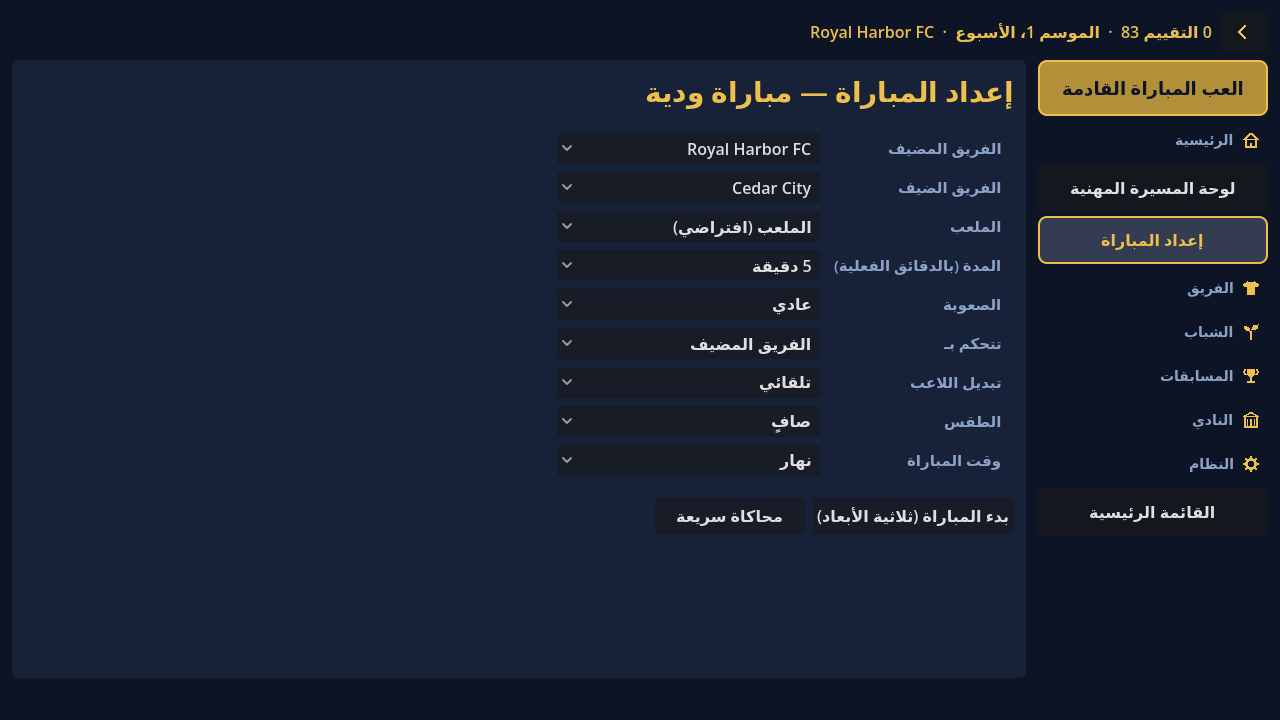 Royal Harbor FC · الموسم 1، الأسبوع 0 التقييم 83
العب المباراة القادمة
الرئيسية
لوحة المسيرة المهنية
إعداد المباراة
الفريق
الشباب
المسابقات
النادي
النظام
القائمة الرئيسية
إعداد المباراة — مباراة ودية
الفريق المضيف Royal Harbor FC
الفريق الضيف Cedar City
الملعب الملعب (افتراضي)
المدة (بالدقائق الفعلية) 5 دقيقة
الصعوبة عادي
تتحكم بـ الفريق المضيف
تبديل اللاعب تلقائي
الطقس صافٍ
وقت المباراة نهار
بدء المباراة (ثلاثية الأبعاد) محاكاة سريعة